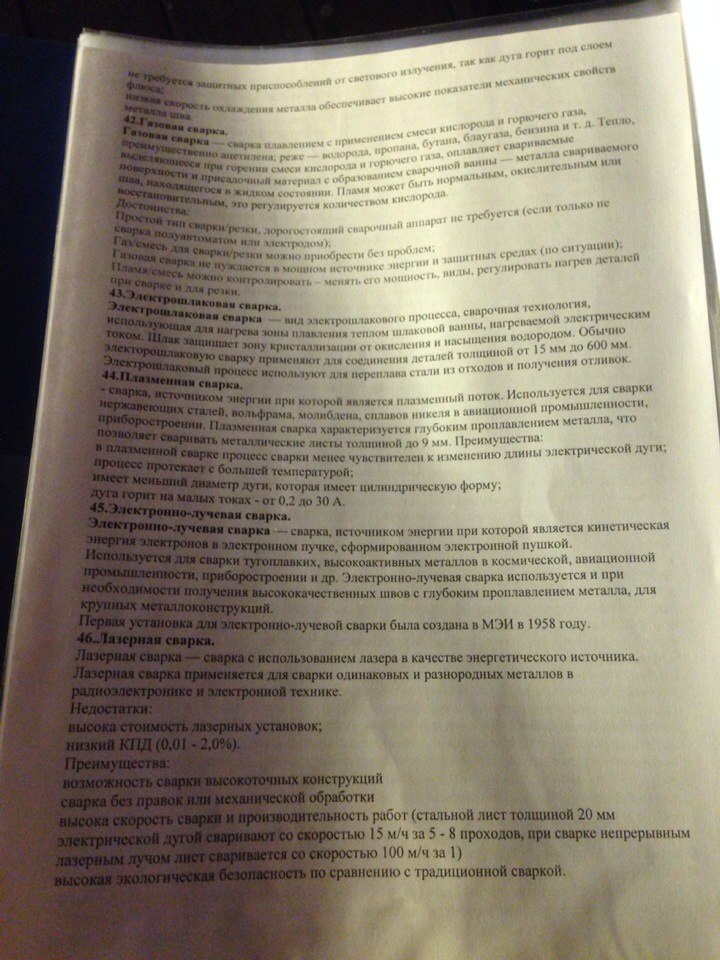 не требуется защитных приспособлений от светового излучения, так как дуга горит под слоем
флюса;
низкая скорость охлаждения металла обеспечивает высокие показатели механических свойств
металла шва.
42.Газовая сварка.
Газовая сварка — сварка плавлением с применением смеси кислорода и горючего газа,
преимущественно ацетилена; реже — водорода, пропана, бутана, блаугаза, бензина и т. д. Тепло,
выделяющееся при горении смеси кислорода и горючего газа, оплавляет свариваемые
поверхности и присадочный материал с образованием сварочной ванны — металла свариваемого
шва, находящегося в жидком состоянии. Пламя может быть нормальным, окислительным или
восстановительным, это регулируется количеством кислорода.
Достоинства:
Простой тип сварки/резки, дорогостоящий сварочный аппарат не требуется (если только не
сварка полуавтоматом или электродом);
Газ/смесь для сварки/резки можно приобрести без проблем;
Газовая сварка не нуждается в мощном источнике энергии и защитных средах (по ситуации);
Пламя/смесь можно контролировать – менять его мощность, виды, регулировать нагрев деталей
при сварке и для резки.
43.Электрошлаковая сварка.
Электрошлаковая сварка — вид электрошлакового процесса, сварочная технология,
использующая для нагрева зоны плавления теплом шлаковой ванны, нагреваемой электрическим
током. Шлак защищает зону кристаллизации от окисления и насыщения водородом. Обычно
электорошлаковую сварку применяют для соединения деталей толщиной от 15 мм до 600 мм.
Электрошлаковый процесс используют для переплава стали из отходов и получения отливок.
44.Плазменная сварка.
- сварка, источником энергии при которой является плазменный поток. Используется для сварки
нержавеющих сталей, вольфрама, молибдена, сплавов никеля в авиационной промышленности,
приборостроении. Плазменная сварка характеризуется глубоким проплавлением металла, что
позволяет сваривать металлические листы толщиной до 9 мм. Преимущества:
в плазменной сварке процесс сварки менее чувствителен к изменению длины электрической дуги;
процесс протекает с большей температурой;
имеет меньший диаметр дуги, которая имеет цилиндрическую форму;
дуга горит на малых токах - от 0,2 до 30 А.
45.Электронно-лучевая сварка.
Электронно-лучевая сварка — сварка, источником энергии при которой является кинетическая
энергия электронов в электронном пучке, сформированном электронной пушкой.
Используется для сварки тугоплавких, высокоактивных металлов в космической, авиационной
промышленности, приборостроении и др. Электронно-лучевая сварка используется и при
необходимости получения высококачественных швов с глубоким проплавлением металла, для
крупных металлоконструкций.
Первая установка для электронно-лучевой сварки была создана в МЭИ в 1958 году.
46.Лазерная сварка.
Лазерная сварка — сварка с использованием лазера в качестве энергетического источника.
Лазерная сварка применяется для сварки одинаковых и разнородных металлов в
радиоэлектронике и электронной технике.
Недостатки:
высока стоимость лазерных установок;
низкий КПД (0,01 - 2,0%).
Преимущества:
возможность сварки высокоточных конструкций
сварка без правок или механической обработки
высока скорость сварки и производительность работ (стальной лист толщиной 20 мм
электрической дугой сваривают со скоростью 15 м/ч за 5 - 8 проходов, при сварке непрерывным
лазерным лучом лист сваривается со скоростью 100 м/ч за 1)
высокая экологическая безопасность по сравнению с традиционной сваркой.